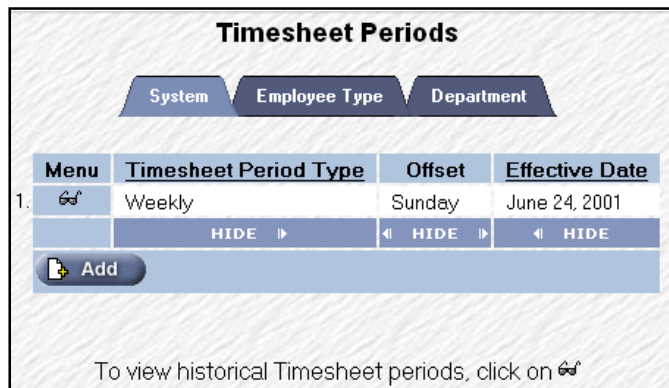 Timesheet Periods
System Employee Type Department
Menu Timesheet Period Type Offset Effective Date
1. Weekly Sunday June 24, 2001
HIDE HIDE HIDE
Add
To view historical Timesheet periods, click on